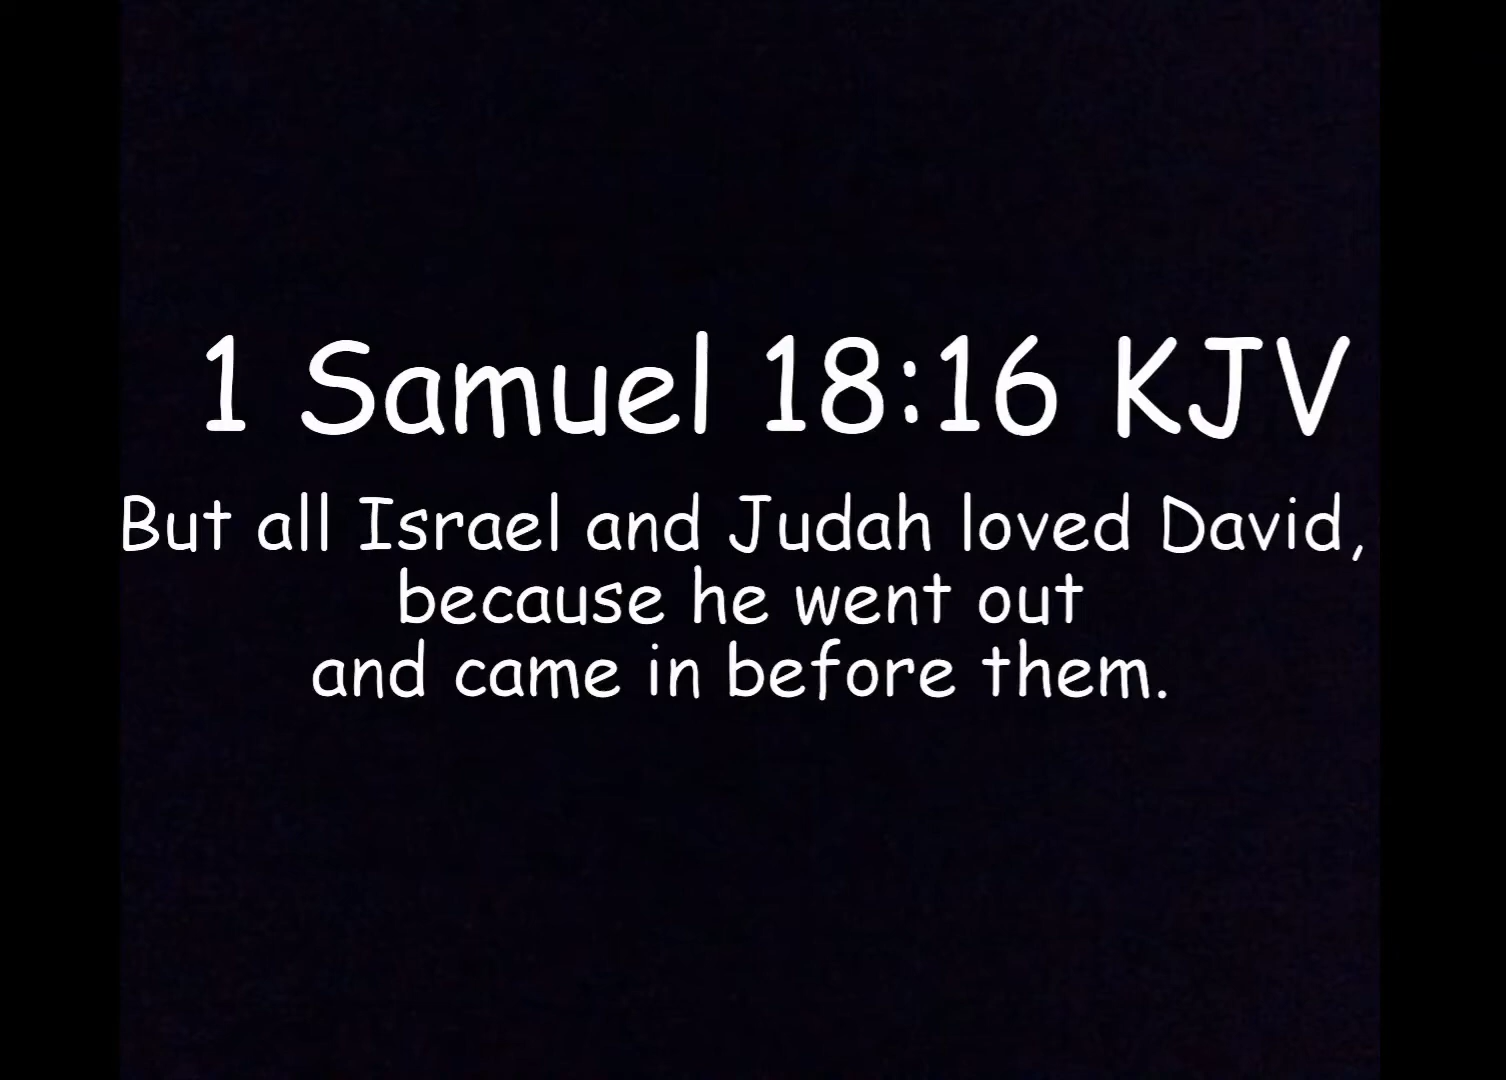 1 Samuel 18:16 KJV
But all Israel and Judah loved David,
because he went out
and came in before them.